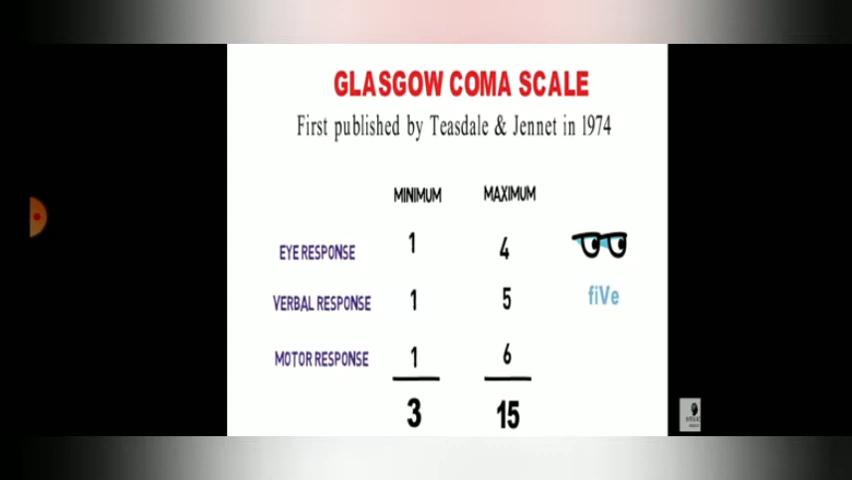 GLASGOW COMA SCALE
First published by Teasdale & Jennet in 1974
MINIMUM MAXIMUM
EYE RESPONSE 1 4
VERBAL RESPONSE 1 5 fiVe
MOTOR RESPONSE 1 6
3 15